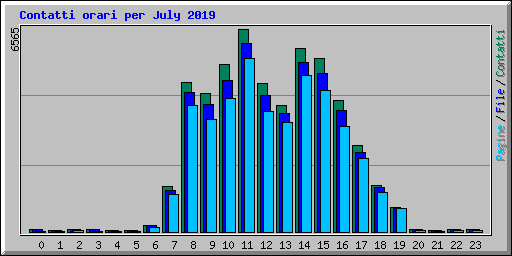 Contatti orari per July 2019
6565
Pagine / File / Contatti
0 1 2 3 4 5 6 7 8 9 10 11 12 13 14 15 16 17 18 19 20 21 22 23